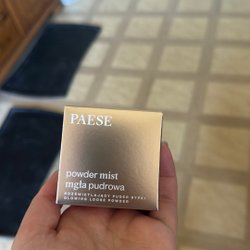 PAESE
powder mist
mgła pudrowa
ROZŚWIETLAJĄCY PUDER SYPKI
GLOWING LOOSE POWDER